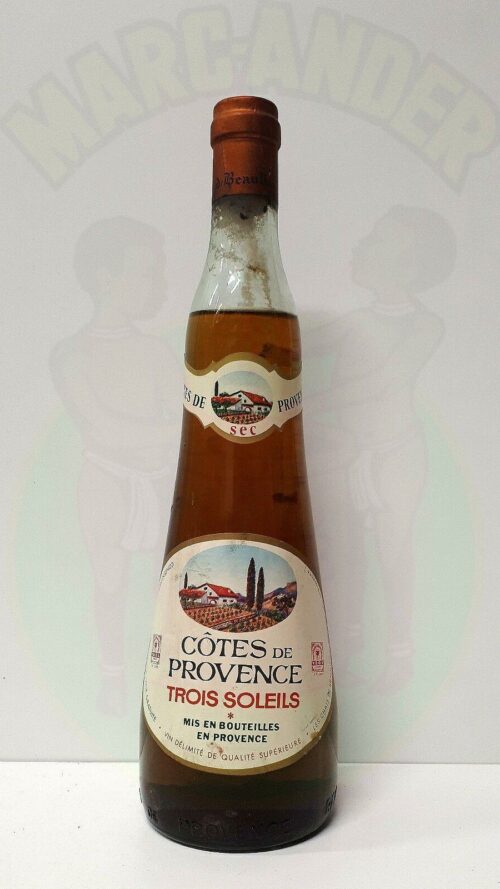 MARC-ANDER
TES DE
PROVEN
sec
CÔTES DE
PROVENCE
TROIS SOLEILS
*
MIS EN BOUTEILLES
EN PROVENCE
VIN DÉLIMITÉ DE QUALITÉ SUPÉRIEURE
PROVENCE